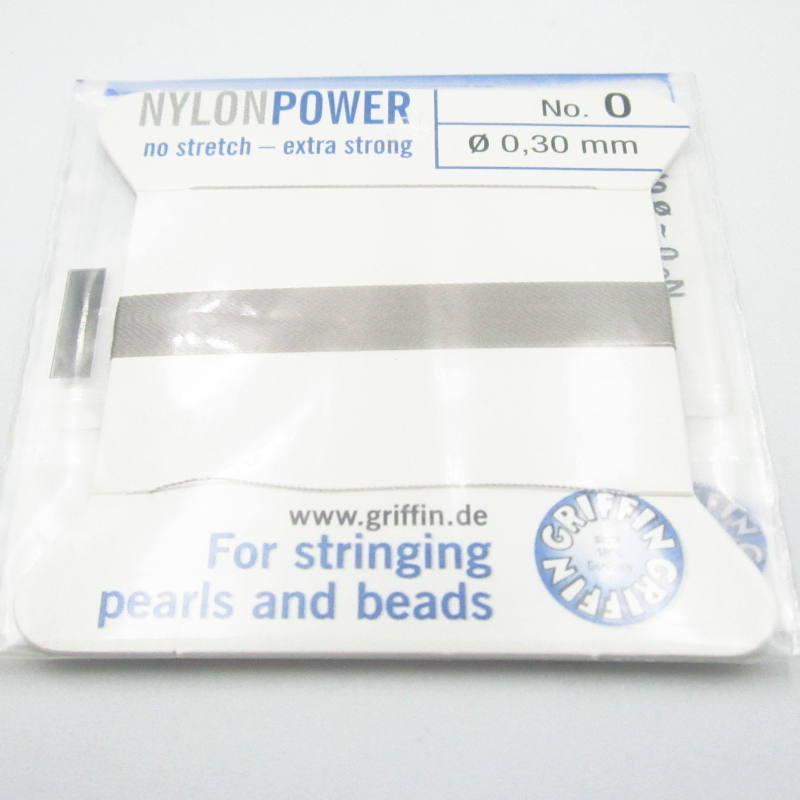 NYLONPOWER
no stretch – extra strong
No. 0
Ø 0,30 mm
www.griffin.de
For stringing
pearls and beads
GRIFFIN GRIFFIN